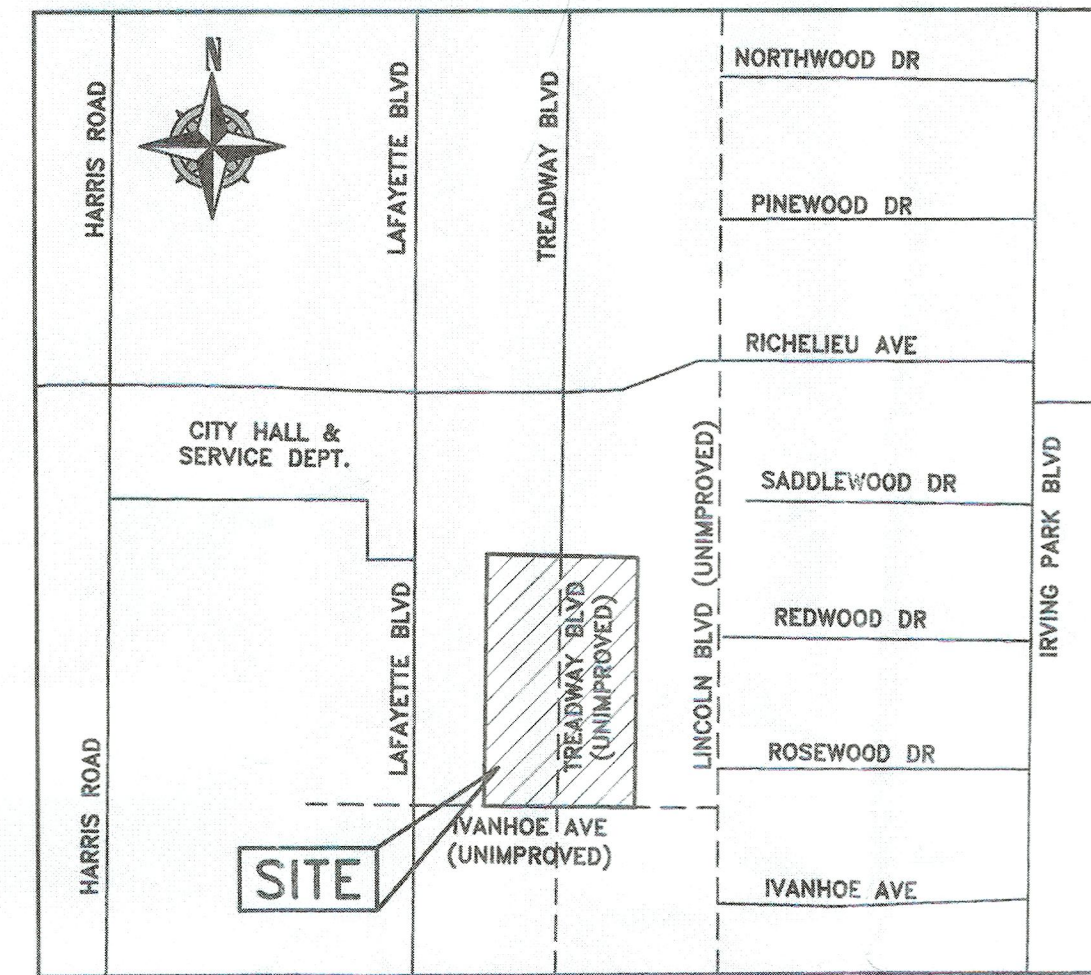 N
HARRIS ROAD
LAFAYETTE BLVD
TREADWAY BLVD
NORTHWOOD DR
PINEWOOD DR
RICHELIEU AVE
CITY HALL &
SERVICE DEPT.
SADDLEWOOD DR
IRVING PARK BLVD
LINCOLN BLVD (UNIMPROVED)
LAFAYETTE BLVD
TREADWAY BLVD
(UNIMPROVED)
REDWOOD DR
ROSEWOOD DR
HARRIS ROAD
IVANHOE AVE
(UNIMPROVED)
SITE
IVANHOE AVE